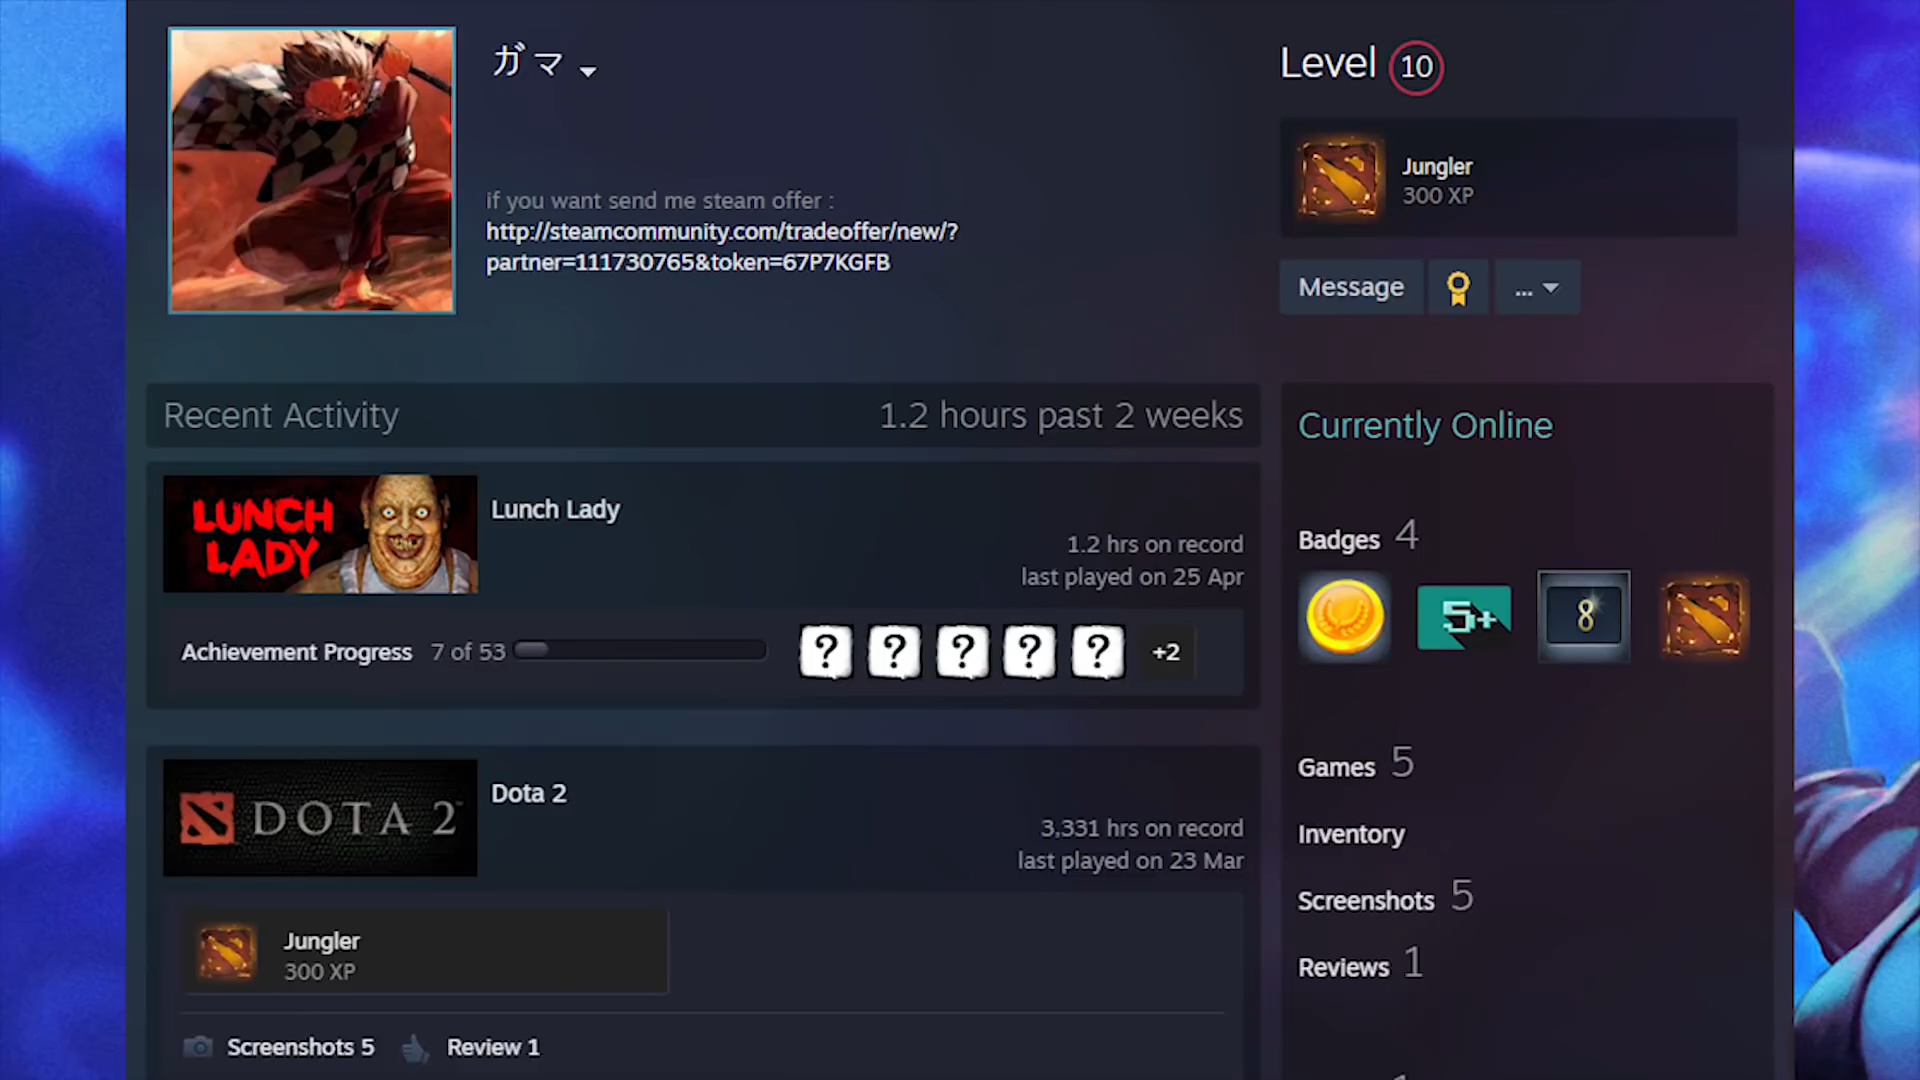 ガマ
if you want send me steam offer :
http://steamcommunity.com/tradeoffer/new/?
partner=111730765&token=67P7KGFB
Level 10
Jungler
300 XP
Message
...
Recent Activity
1.2 hours past 2 weeks
LUNCH
LADY
Lunch Lady
1.2 hrs on record
last played on 25 Apr
Achievement Progress 7 of 53
? ? ? ? ? +2
DOTA 2
Dota 2
3,331 hrs on record
last played on 23 Mar
Jungler
300 XP
Screenshots 5
Review 1
Currently Online
Badges 4
5+
8
Games 5
Inventory
Screenshots 5
Reviews 1